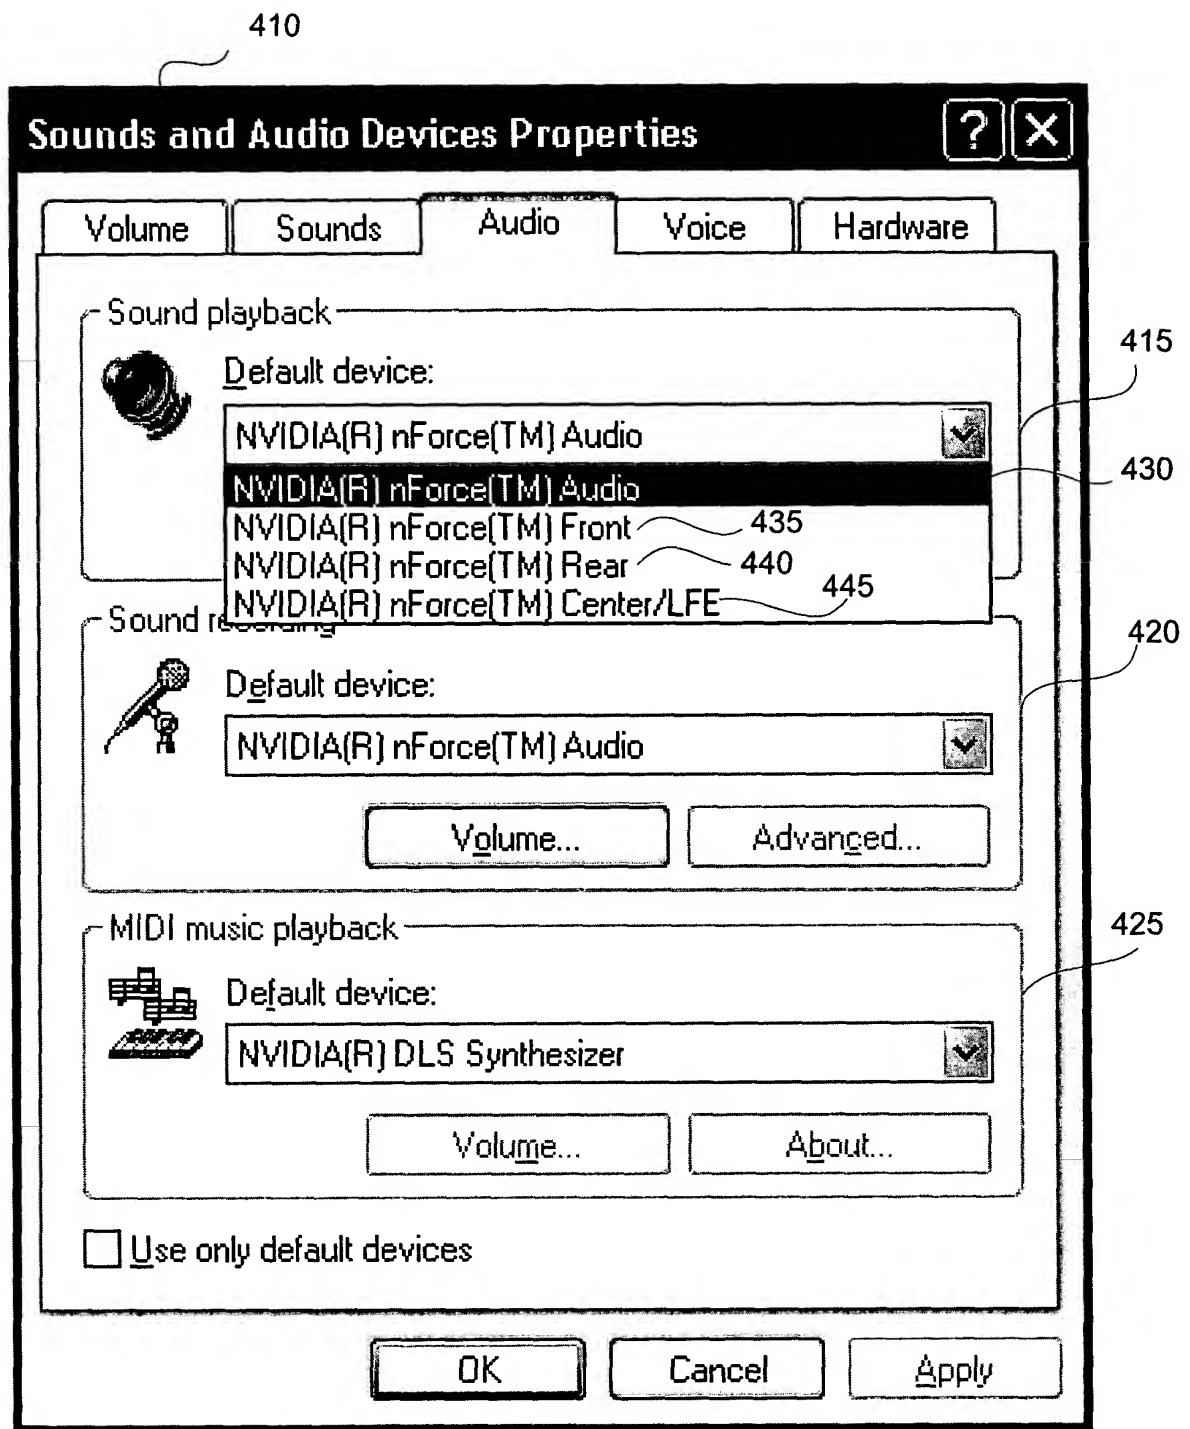 410
Sounds and Audio Devices Properties ? X
Volume Sounds Audio Voice Hardware
Sound playback
415
Default device:
NVIDIA(R) nForce(TM) Audio
NVIDIA(R) nForce(TM) Audio 430
NVIDIA(R) nForce(TM) Front 435
NVIDIA(R) nForce(TM) Rear 440
NVIDIA(R) nForce(TM) Center/LFE 445
Sound recording
420
Default device:
NVIDIA(R) nForce(TM) Audio
Volume... Advanced...
MIDI music playback
425
Default device:
NVIDIA(R) DLS Synthesizer
Volume... About...
Use only default devices
OK Cancel Apply